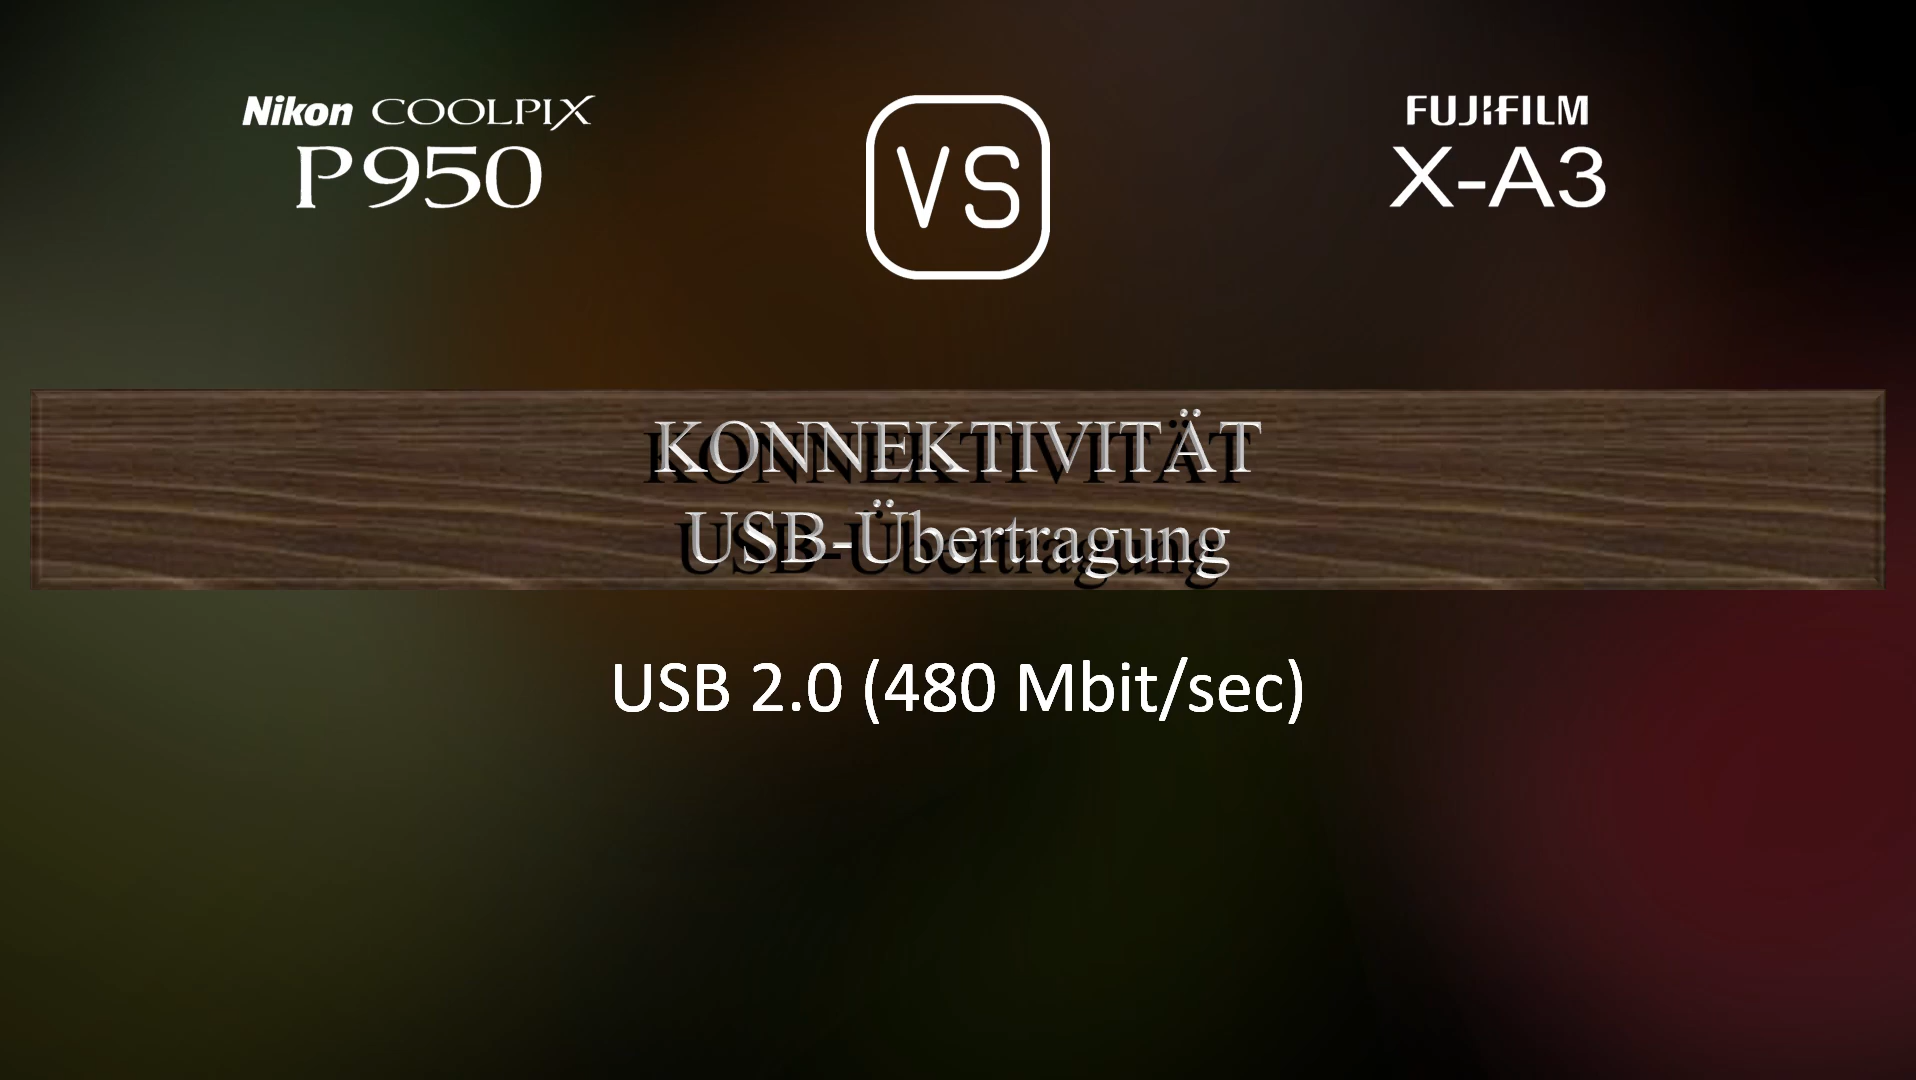 Nikon COOLPIX
P950
VS
FUJIFILM
X-A3
KONNEKTIVITÄT
USB-Übertragung
USB 2.0 (480 Mbit/sec)